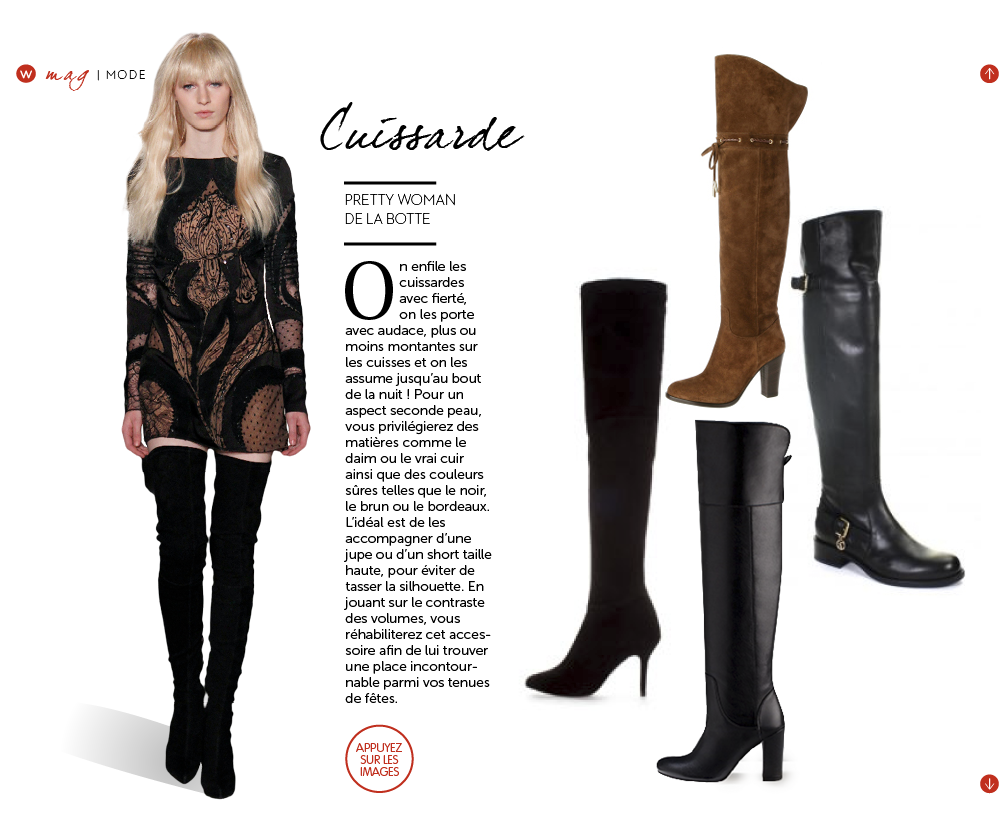 W mag | MODE
Cuissarde
PRETTY WOMAN
DE LA BOTTE
On enfile les
cuissardes
avec fierté,
on les porte
avec audace, plus ou
moins montantes sur
les cuisses et on les
assume jusqu'au bout
de la nuit ! Pour un
aspect seconde peau,
vous privilégierez des
matières comme le
daim ou le vrai cuir
ainsi que des couleurs
sûres telles que le noir,
le brun ou le bordeaux.
L'idéal est de les
accompagner d'une
jupe ou d'un short taille
haute, pour éviter de
tasser la silhouette. En
jouant sur le contraste
des volumes, vous
réhabiliterez cet acces-
soire afin de lui trouver
une place incontour-
nable parmi vos tenues
de fêtes.
APPUYEZ
SUR LES
IMAGES